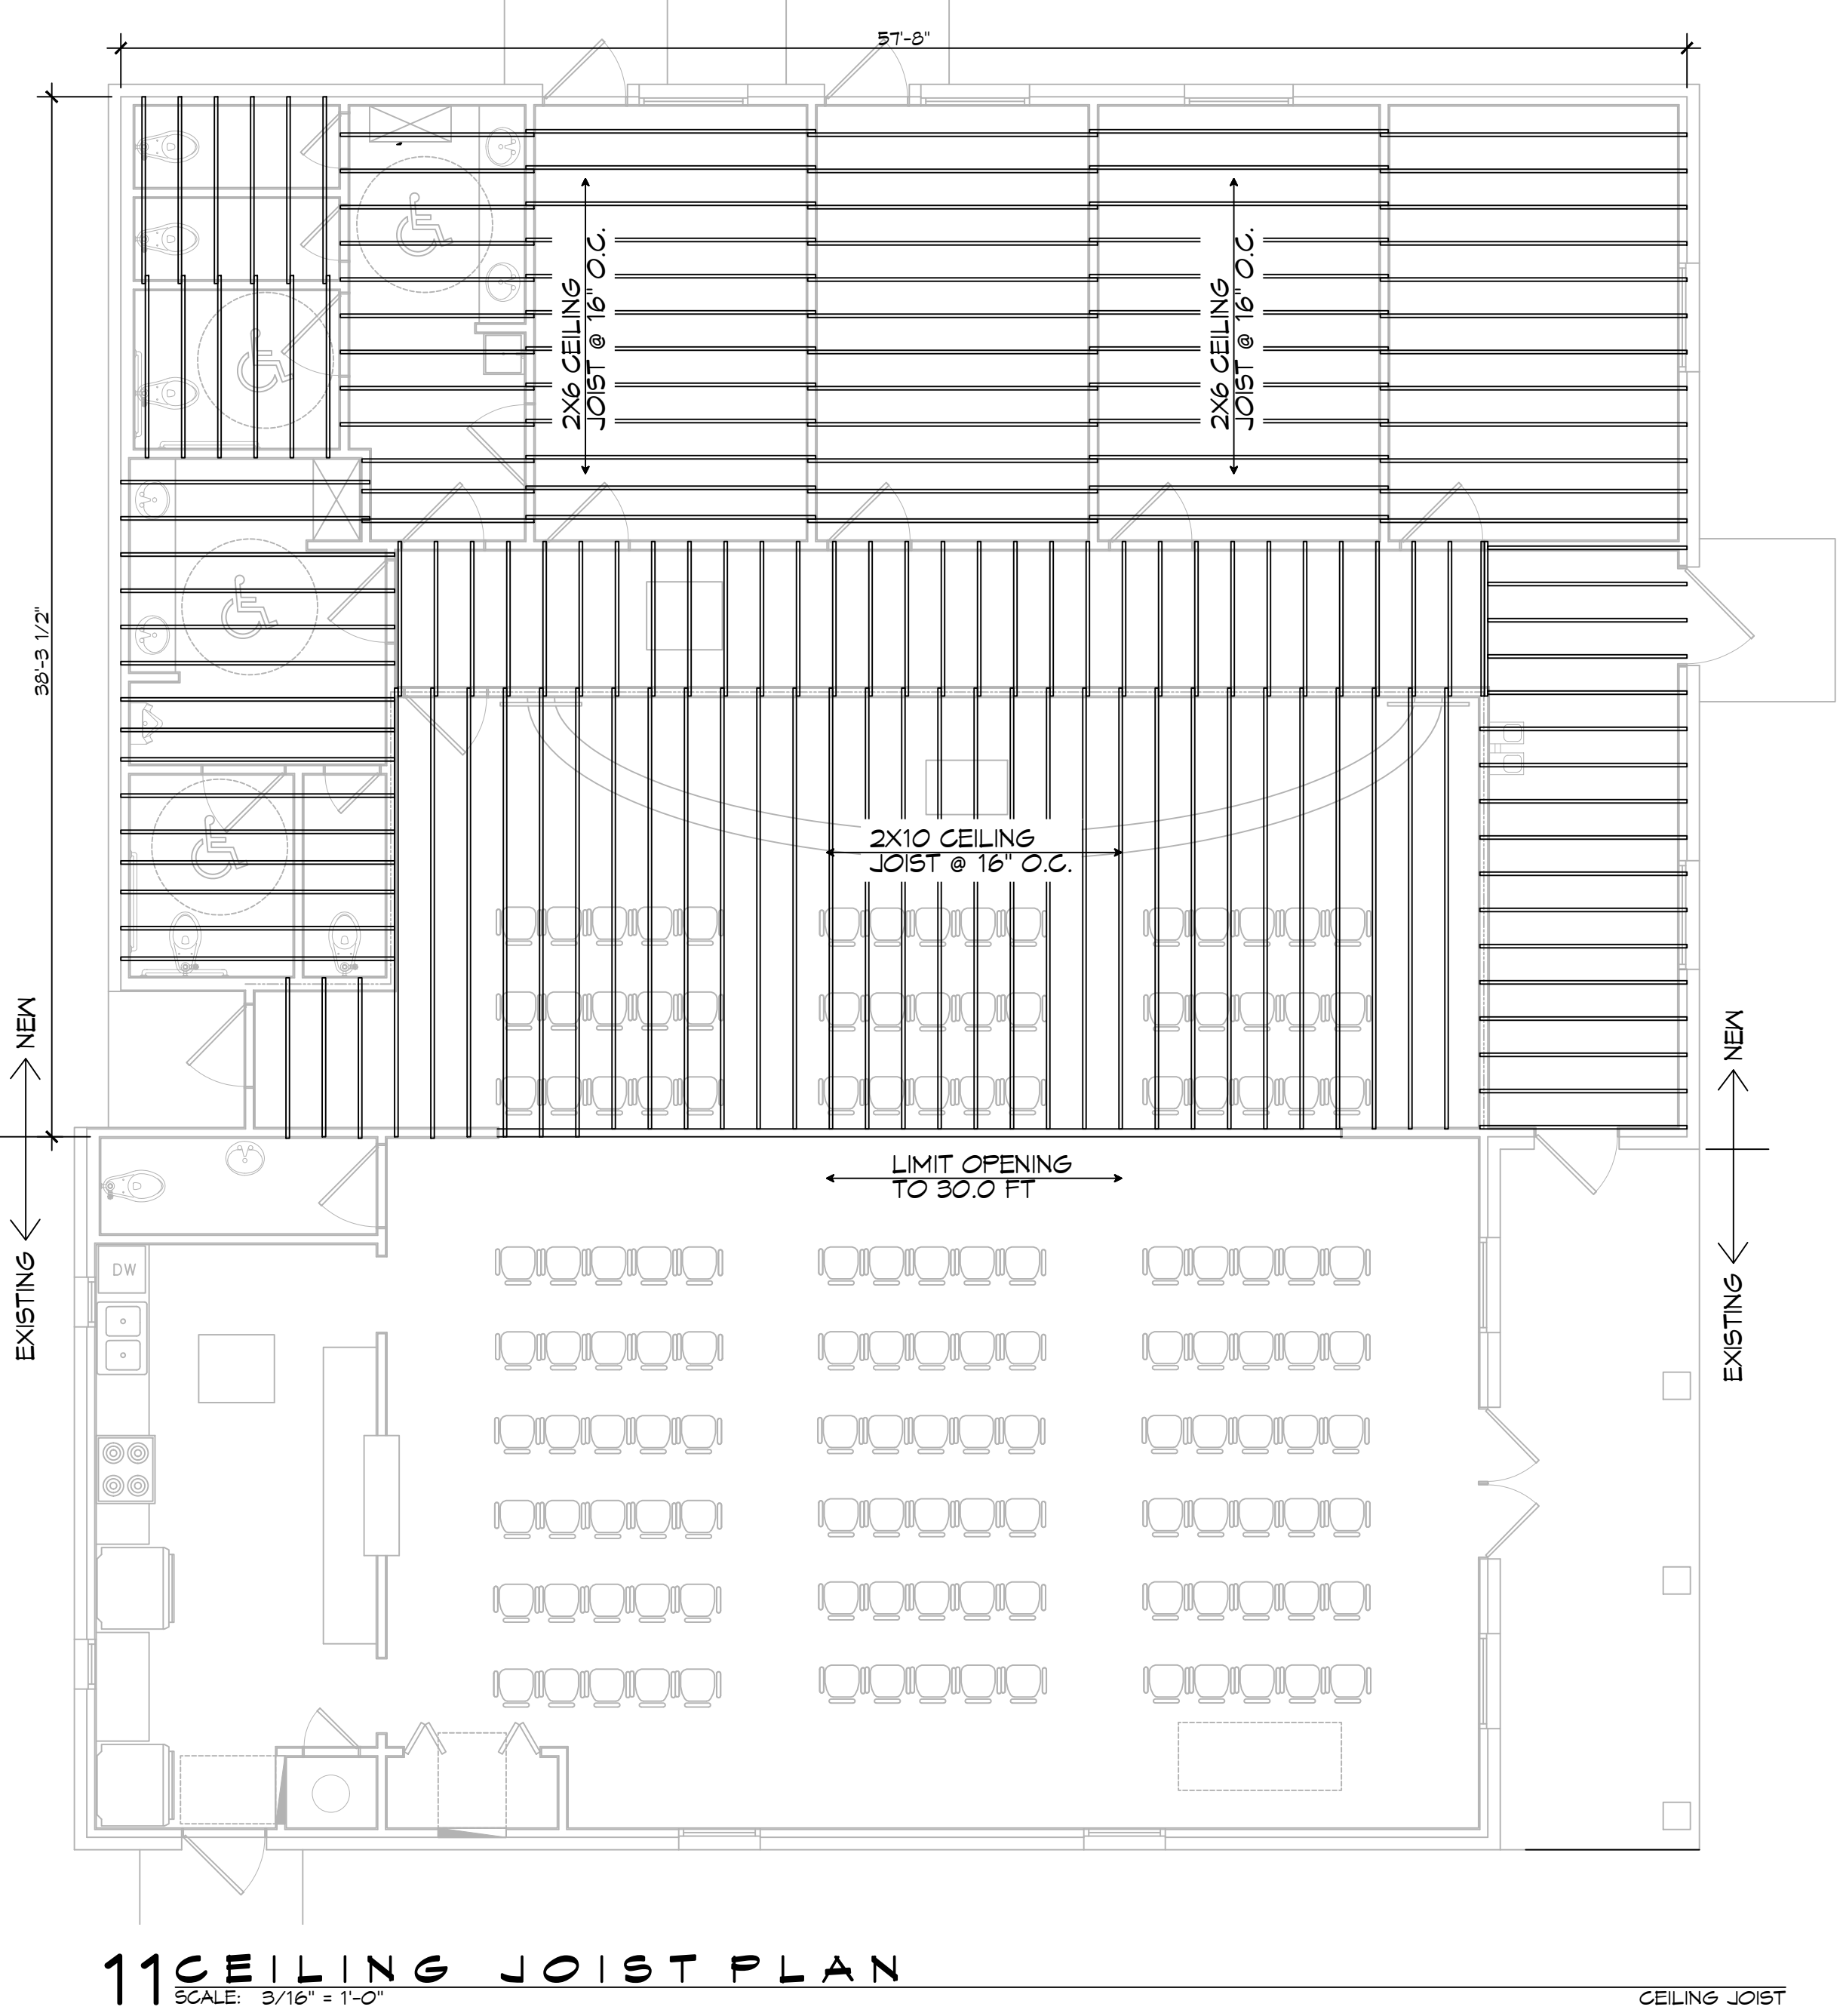 57'-8"
38'-3 1/2"
2X6 CEILING
JOIST @ 16" O.C.
2X6 CEILING
JOIST @ 16" O.C.
2X10 CEILING
JOIST @ 16" O.C.
NEW
NEW
LIMIT OPENING
TO 30.0 FT
EXISTING
EXISTING
DW
11 CEILING JOIST PLAN
SCALE: 3/16" = 1'-0"
CEILING JOIST